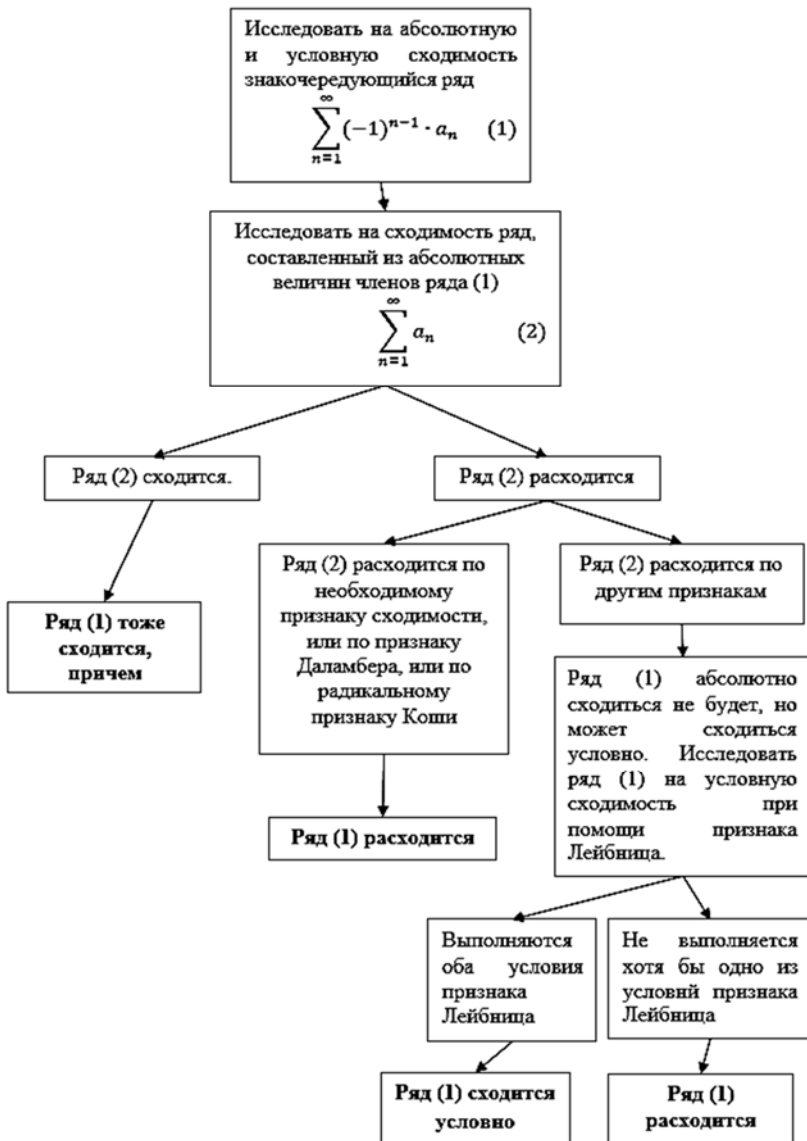 Исследовать на абсолютную
и условную сходимость
знакочередующийся ряд
∞
∑ (−1)ⁿ⁻¹ · aₙ (1)
n=1
Исследовать на сходимость ряд,
составленный из абсолютных
величин членов ряда (1)
∞
∑ aₙ (2)
n=1
Ряд (2) сходится.
Ряд (2) расходится
Ряд (1) тоже
сходится,
причем
Ряд (2) расходится по
необходимому
признаку сходимости,
или по признаку
Даламбера, или по
радикальному
признаку Коши
Ряд (1) расходится
Ряд (2) расходится по
другим признакам
Ряд (1) абсолютно
сходиться не будет, но
может сходиться
условно. Исследовать
ряд (1) на условную
сходимость при
помощи признака
Лейбница.
Выполняются
оба условия
признака
Лейбница
Не выполняется
хотя бы одно из
условий признака
Лейбница
Ряд (1) сходится
условно
Ряд (1)
расходится